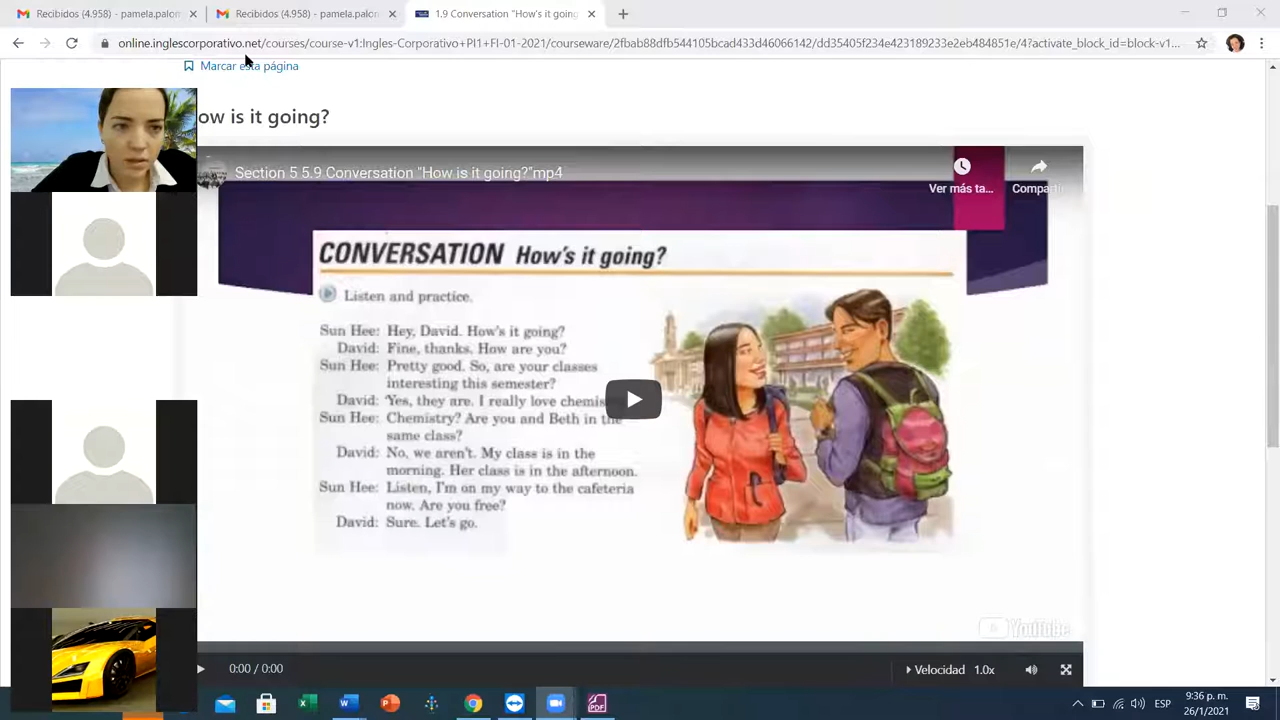 Recibidos (4.958) - pamela.palom
Recibidos (4.958) - pamela.palom
1.9 Conversation "How's it going
online.inglescorporativo.net/courses/course-v1:Ingles-Corporativo+PI1+FI-01-2021/courseware/2fbab88dfb544105bcad433d46066142/dd35405f234e423189233e2eb484851e/4?activate_block_id=block-v1...
Marcar esta página
ow is it going?
Section 5 5.9 Conversation "How is it going?"mp4
Ver más ta...
Comparti
CONVERSATION How's it going?
Listen and practice.
Sun Hee: Hey, David. How's it going?
David: Fine, thanks. How are you?
Sun Hee: Pretty good. So, are your classes
interesting this semester?
David: Yes, they are. I really love chemis
Sun Hee: Chemistry? Are you and Beth in the
same class?
David: No, we aren't. My class is in the
morning. Her class is in the afternoon.
Sun Hee: Listen, I'm on my way to the cafeteria
now. Are you free?
David: Sure. Let's go.
YouTube
0:00 / 0:00
Velocidad 1.0x
9:36 p. m.
ESP
26/1/2021